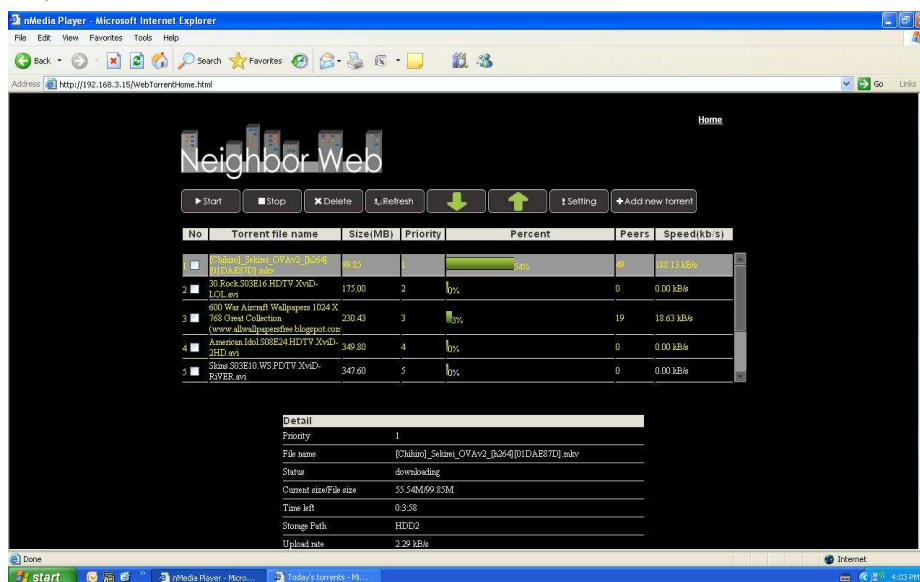 nMedia Player - Microsoft Internet Explorer
File Edit View Favorites Tools Help
Back Search Favorites
Address http://192.168.3.15/WebTorrentHome.html Go Links
Home
Neighbor Web
Start Stop Delete Refresh Setting Add new torrent
No Torrent file name Size(MB) Priority Percent Peers Speed(kb/s)
1 [Chihiro]_Sekirei_OVAv2_[h264] 99.85 1 54% 49 188.13 kB/s
[01DAE87D].mkv
2 30.Rock.S03E16.HDTV.XviD- 175.00 2 0% 0 0.00 kB/s
LOL.avi
600 War Aircraft Wallpapers 1024 X
3 768 Great Collection 230.43 3 3% 19 18.63 kB/s
(www.allwallpapersfree.blogspot.com
4 American.Idol.S08E24.HDTV.XviD- 349.80 4 0% 0 0.00 kB/s
2HD.avi
5 Skins.S03E10.WS.PDTV.XviD- 347.60 5 0% 0 0.00 kB/s
RiVER.avi
Detail
Priority 1
File name [Chihiro]_Sekirei_OVAv2_[h264][01DAE87D].mkv
Status downloading
Current size/File size 55.54M/99.85M
Time left 0:3:58
Storage Path HDD2
Upload rate 2.29 kB/s
Done Internet
start nMedia Player - Micro... Today's torrents - Mi... 4:03 PM